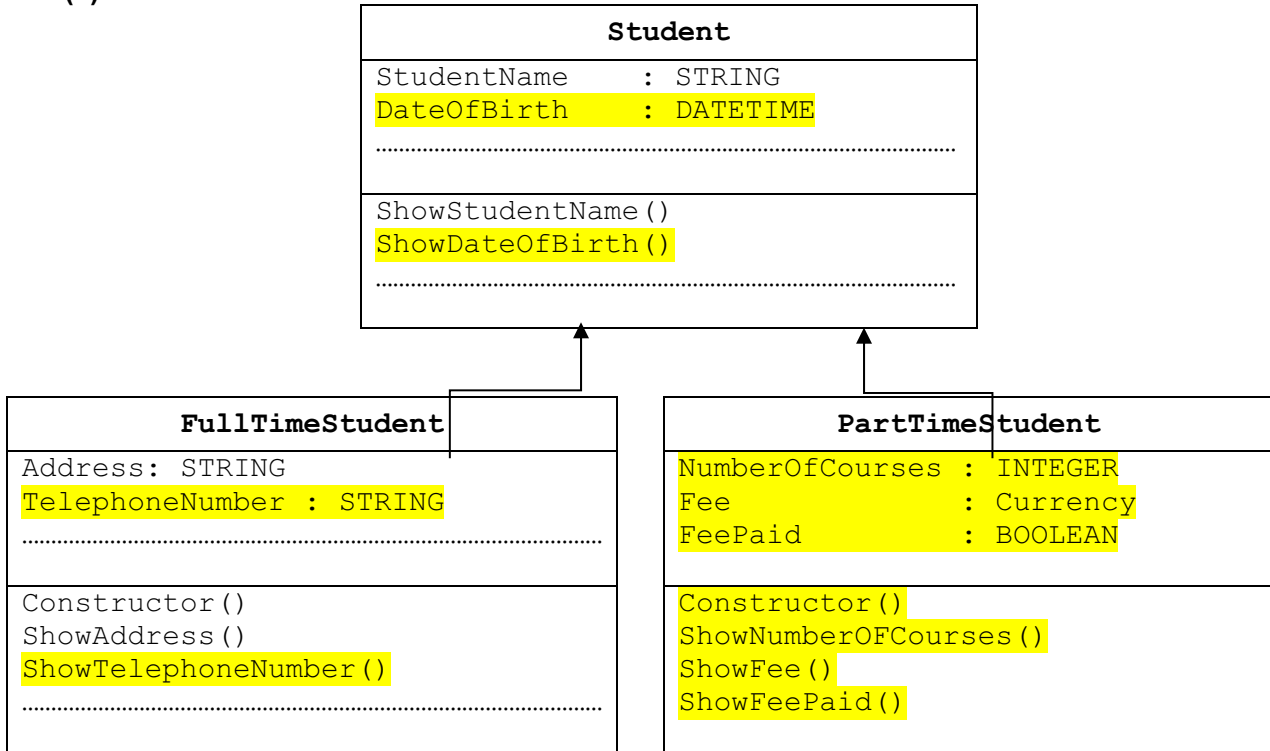 Student
StudentName : STRING
DateOfBirth : DATETIME
ShowStudentName()
ShowDateOfBirth()
FullTimeStudent
Address: STRING
TelephoneNumber : STRING
Constructor()
ShowAddress()
ShowTelephoneNumber()
PartTimeStudent
NumberOfCourses : INTEGER
Fee : Currency
FeePaid : BOOLEAN
Constructor()
ShowNumberOFCourses()
ShowFee()
ShowFeePaid()